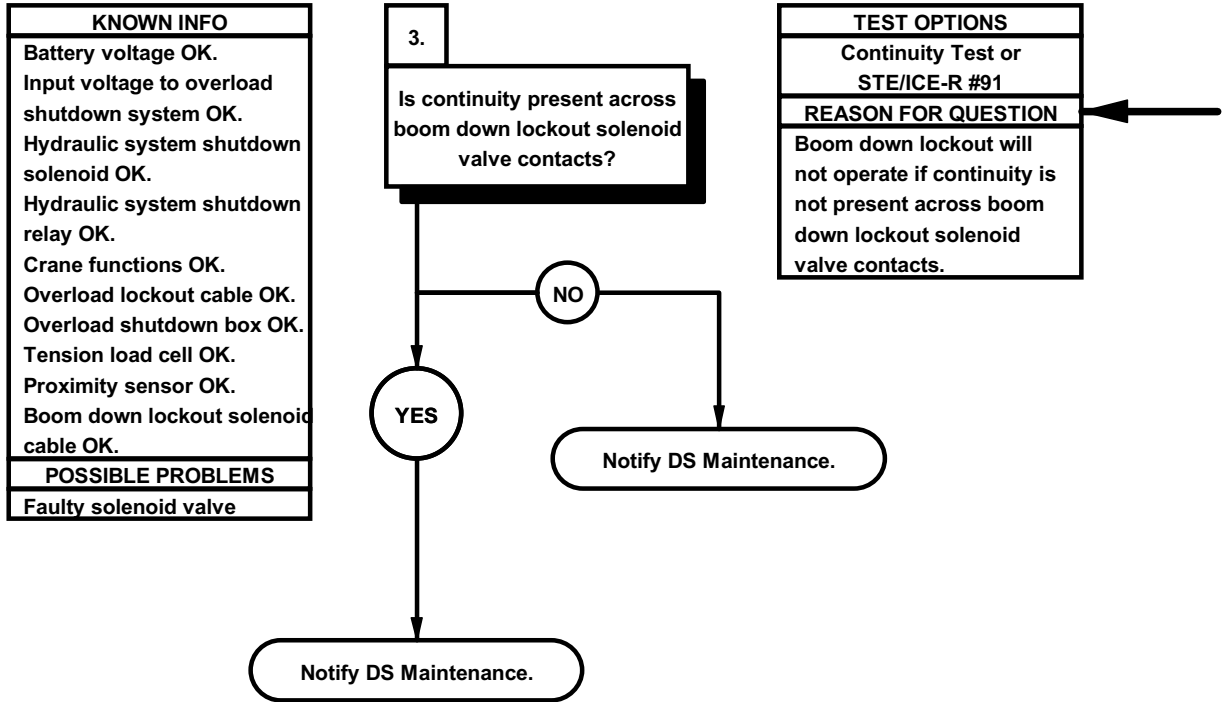 KNOWN INFO
Battery voltage OK.
Input voltage to overload
shutdown system OK.
Hydraulic system shutdown
solenoid OK.
Hydraulic system shutdown
relay OK.
Crane functions OK.
Overload lockout cable OK.
Overload shutdown box OK.
Tension load cell OK.
Proximity sensor OK.
Boom down lockout solenoid
cable OK.
POSSIBLE PROBLEMS
Faulty solenoid valve
3.
Is continuity present across
boom down lockout solenoid
valve contacts?
TEST OPTIONS
Continuity Test or
STE/ICE-R #91
REASON FOR QUESTION
Boom down lockout will
not operate if continuity is
not present across boom
down lockout solenoid
valve contacts.
NO
YES
Notify DS Maintenance.
Notify DS Maintenance.